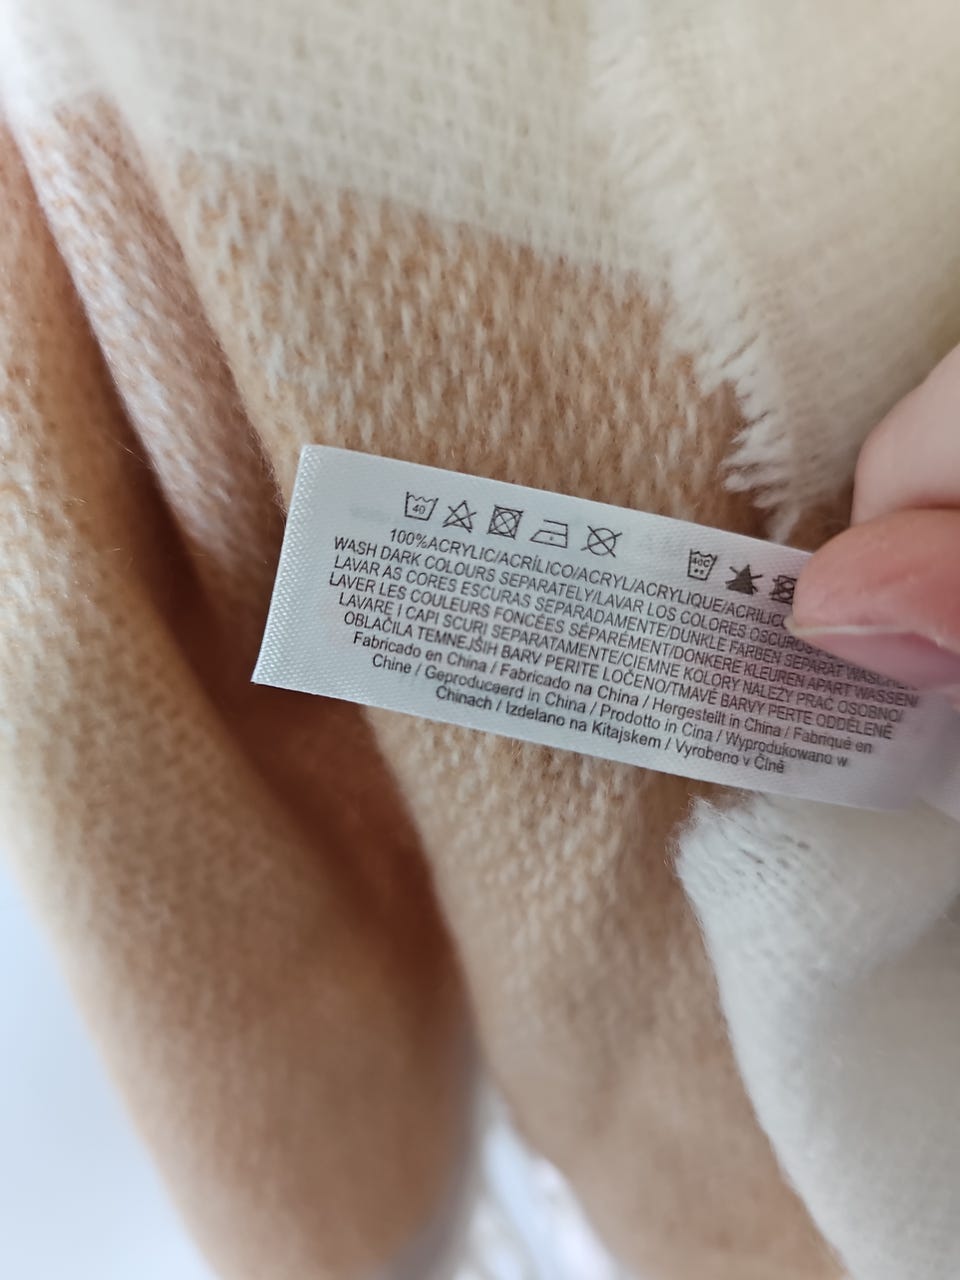 40
40C
100%ACRYLIC/ACRÍLICO/ACRYL/ACRYLIQUE/ACRILICO
WASH DARK COLOURS SEPARATELY/LAVAR LOS COLORES OSCUROS
LAVAR AS CORES ESCURAS SEPARADAMENTE/DUNKLE FARBEN SEPARAT WASCHEN/
LAVER LES COULEURS FONCÉES SÉPARÉMENT/DONKERE KLEUREN APART WASSEN/
LAVARE I CAPI SCURI SEPARATAMENTE/CIEMNE KOLORY NALEŻY PRAĆ OSOBNO/
OBLAČILA TEMNEJŠIH BARV PERITE LOČENO/TMAVÉ BARVY PERTE ODDĚLENĚ
Fabricado en China / Fabricado na China / Hergestellt in China / Fabriqué en
Chine / Geproduceerd in China / Prodotto in Cina / Wyprodukowano w
Chinach / Izdelano na Kitajskem / Vyrobeno v Číně